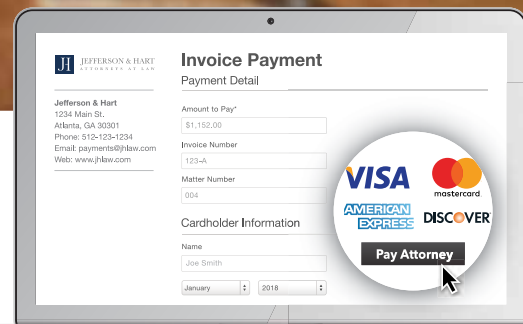 JH JEFFERSON & HART
ATTORNEYS AT LAW
Jefferson & Hart
1234 Main St.
Atlanta, GA 30301
Phone: 512-123-1234
Email: payments@jhlaw.com
Web: www.jhlaw.com
Invoice Payment
Payment Detail
Amount to Pay*
$1,152.00
Invoice Number
123-A
Matter Number
004
Cardholder Information
Name
Joe Smith
January 2018
VISA
mastercard.
AMERICAN
EXPRESS
DISCOVER
Pay Attorney